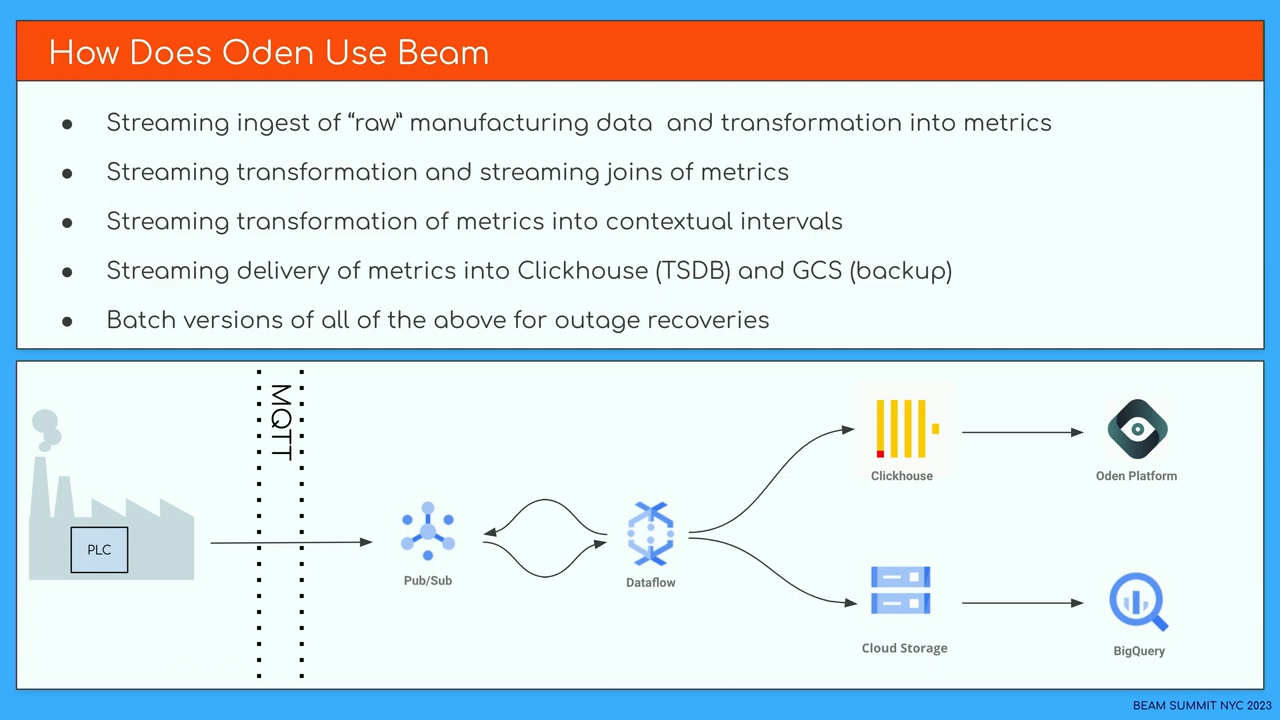 How Does Oden Use Beam
● Streaming ingest of “raw” manufacturing data and transformation into metrics
● Streaming transformation and streaming joins of metrics
● Streaming transformation of metrics into contextual intervals
● Streaming delivery of metrics into Clickhouse (TSDB) and GCS (backup)
● Batch versions of all of the above for outage recoveries
MQTT
PLC
Pub/Sub
Dataflow
Clickhouse
Oden Platform
Cloud Storage
BigQuery
BEAM SUMMIT NYC 2023